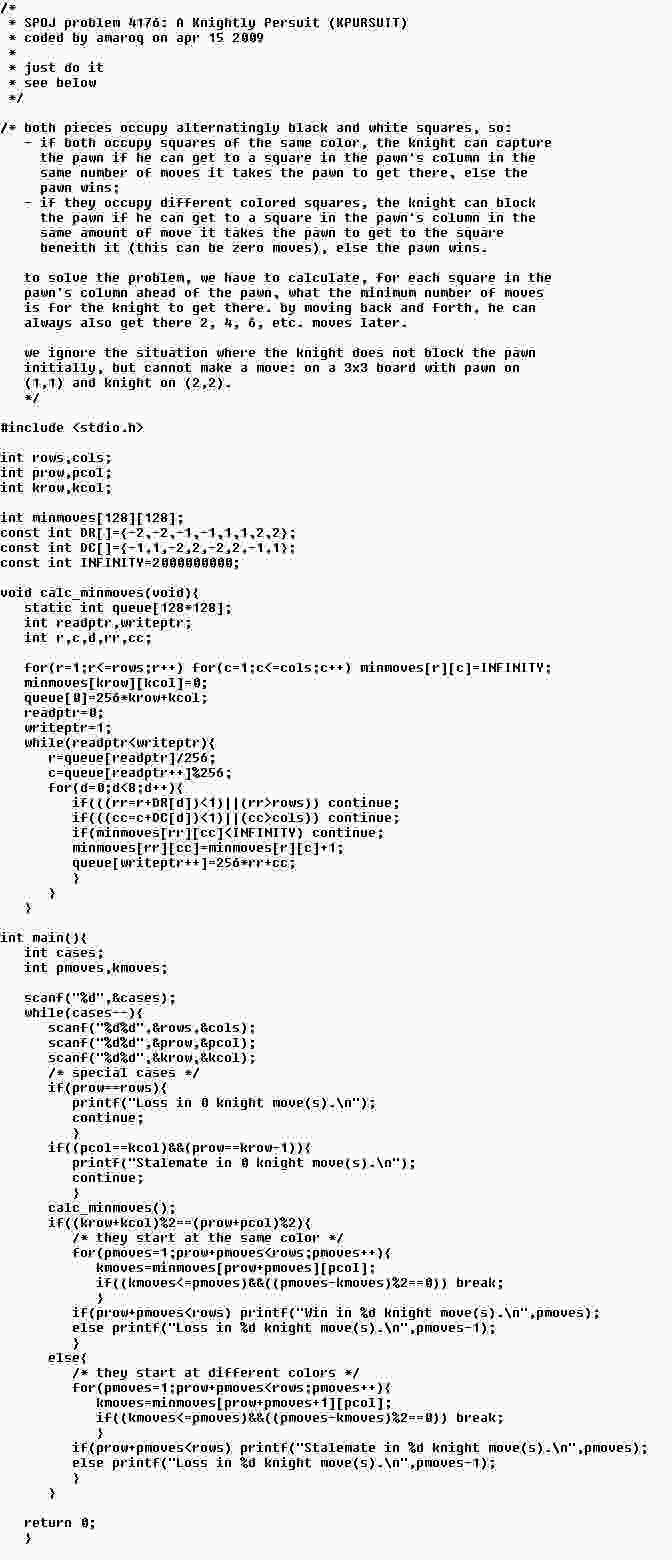 /*
 * SPOJ problem 4176: A Knightly Persuit (KPURSUIT)
 * coded by amaroq on apr 15 2009
 *
 * just do it
 * see below
 */

/* both pieces occupy alternatingly black and white squares, so:
   - if both occupy squares of the same color, the knight can capture
     the pawn if he can get to a square in the pawn's column in the
     same number of moves it takes the pawn to get there, else the
     pawn wins;
   - if they occupy different colored squares, the knight can block
     the pawn if he can get to a square in the pawn's column in the
     same amount of move it takes the pawn to get to the square
     beneith it (this can be zero moves), else the pawn wins.

   to solve the problem, we have to calculate, for each square in the
   pawn's column ahead of the pawn, what the minimum number of moves
   is for the knight to get there. by moving back and forth, he can
   always also get there 2, 4, 6, etc. moves later.

   we ignore the situation where the knight does not block the pawn
   initially, but cannot make a move: on a 3x3 board with pawn on
   (1,1) and knight on (2,2).
   */

#include <stdio.h>

int rows,cols;
int prow,pcol;
int krow,kcol;

int minmoves[128][128];
const int DR[]={-2,-2,-1,-1,1,1,2,2};
const int DC[]={-1,1,-2,2,-2,2,-1,1};
const int INFINITY=2000000000;

void calc_minmoves(void){
   static int queue[128*128];
   int readptr,writeptr;
   int r,c,d,rr,cc;

   for(r=1;r<=rows;r++) for(c=1;c<=cols;c++) minmoves[r][c]=INFINITY;
   minmoves[krow][kcol]=0;
   queue[0]=256*krow+kcol;
   readptr=0;
   writeptr=1;
   while(readptr<writeptr){
      r=queue[readptr]/256;
      c=queue[readptr++]%256;
      for(d=0;d<8;d++){
         if(((rr=r+DR[d])<1)||(rr>rows)) continue;
         if(((cc=c+DC[d])<1)||(cc>cols)) continue;
         if(minmoves[rr][cc]<INFINITY) continue;
         minmoves[rr][cc]=minmoves[r][c]+1;
         queue[writeptr++]=256*rr+cc;
         }
      }
   }

int main(){
   int cases;
   int pmoves,kmoves;

   scanf("%d",&cases);
   while(cases--){
      scanf("%d%d",&rows,&cols);
      scanf("%d%d",&prow,&pcol);
      scanf("%d%d",&krow,&kcol);
      /* special cases */
      if(prow==rows){
         printf("Loss in 0 knight move(s).\n");
         continue;
         }
      if((pcol==kcol)&&(prow==krow-1)){
         printf("Stalemate in 0 knight move(s).\n");
         continue;
         }
      calc_minmoves();
      if((krow+kcol)%2==(prow+pcol)%2){
         /* they start at the same color */
         for(pmoves=1;prow+pmoves<rows;pmoves++){
            kmoves=minmoves[prow+pmoves][pcol];
            if((kmoves<=pmoves)&&((pmoves-kmoves)%2==0)) break;
            }
         if(prow+pmoves<rows) printf("Win in %d knight move(s).\n",pmoves);
         else printf("Loss in %d knight move(s).\n",pmoves-1);
         }
      else{
         /* they start at different colors */
         for(pmoves=1;prow+pmoves<rows;pmoves++){
            kmoves=minmoves[prow+pmoves+1][pcol];
            if((kmoves<=pmoves)&&((pmoves-kmoves)%2==0)) break;
            }
         if(prow+pmoves<rows) printf("Stalemate in %d knight move(s).\n",pmoves);
         else printf("Loss in %d knight move(s).\n",pmoves-1);
         }
      }

   return 0;
   }